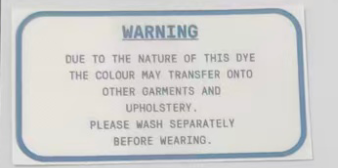 WARNING
DUE TO THE NATURE OF THIS DYE
THE COLOUR MAY TRANSFER ONTO
OTHER GARMENTS AND
UPHOLSTERY.
PLEASE WASH SEPARATELY
BEFORE WEARING.